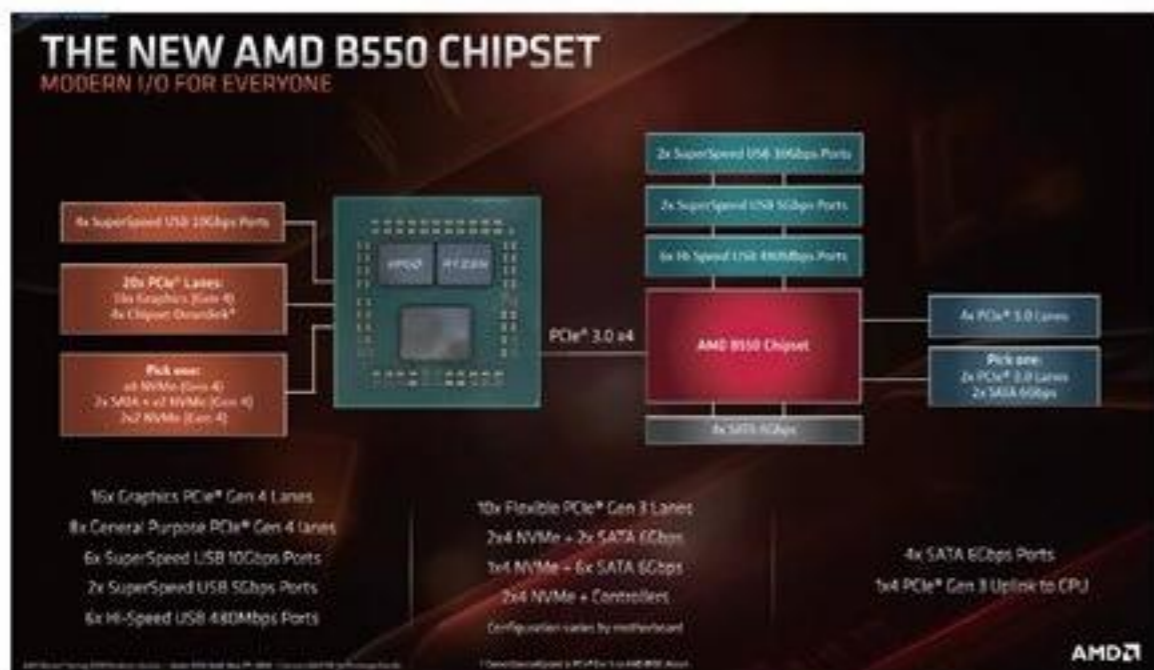 THE NEW AMD B550 CHIPSET
MODERN I/O FOR EVERYONE
4x SuperSpeed USB 10Gbps Ports
20x PCIe® Lanes:
16x Graphics (Gen 4)
4x Chipset Downlink*
Pick one:
x4 NVMe (Gen 4)
2x SATA + x2 NVMe (Gen 4)
2x2 NVMe (Gen 4)
AMD RYZEN
PCIe® 3.0 x4
2x SuperSpeed USB 10Gbps Ports
2x SuperSpeed USB 5Gbps Ports
6x Hi Speed USB 480Mbps Ports
AMD B550 Chipset
4x SATA 6Gbps
4x PCIe® 3.0 Lanes
Pick one:
2x PCIe® 3.0 Lanes
2x SATA 6Gbps
16x Graphics PCIe® Gen 4 Lanes
8x General Purpose PCIe® Gen 4 lanes
6x SuperSpeed USB 10Gbps Ports
2x SuperSpeed USB 5Gbps Ports
6x Hi-Speed USB 480Mbps Ports
10x Flexible PCIe® Gen 3 Lanes
2x4 NVMe + 2x SATA 6Gbps
1x4 NVMe + 6x SATA 6Gbps
2x4 NVMe + Controllers
Configuration varies by motherboard
4x SATA 6Gbps Ports
1x4 PCIe® Gen 3 Uplink to CPU
AMD